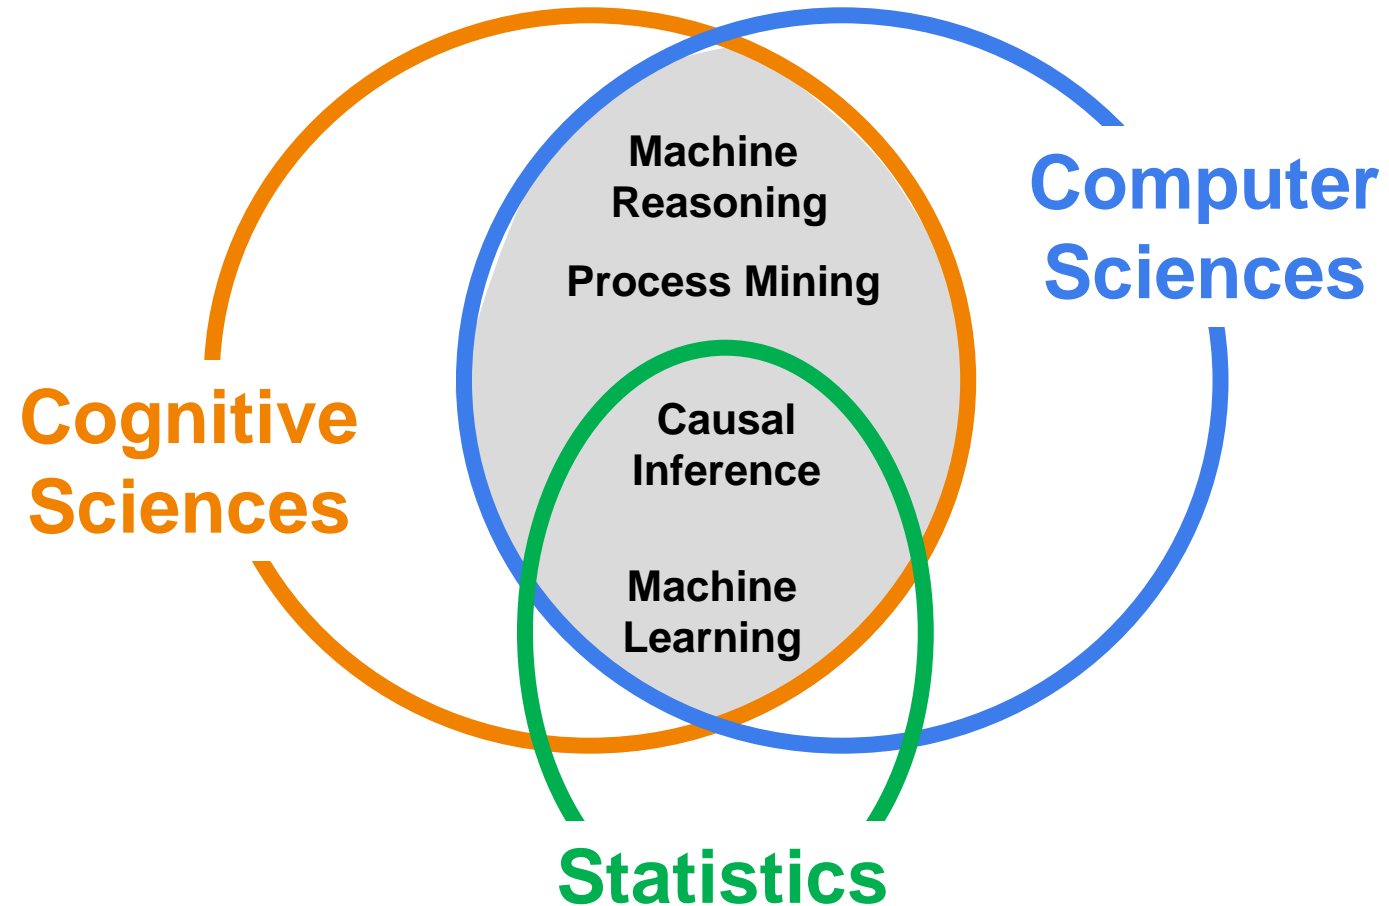 Machine
Reasoning
Process Mining
Causal
Inference
Machine
Learning
Computer
Sciences
Cognitive
Sciences
Statistics